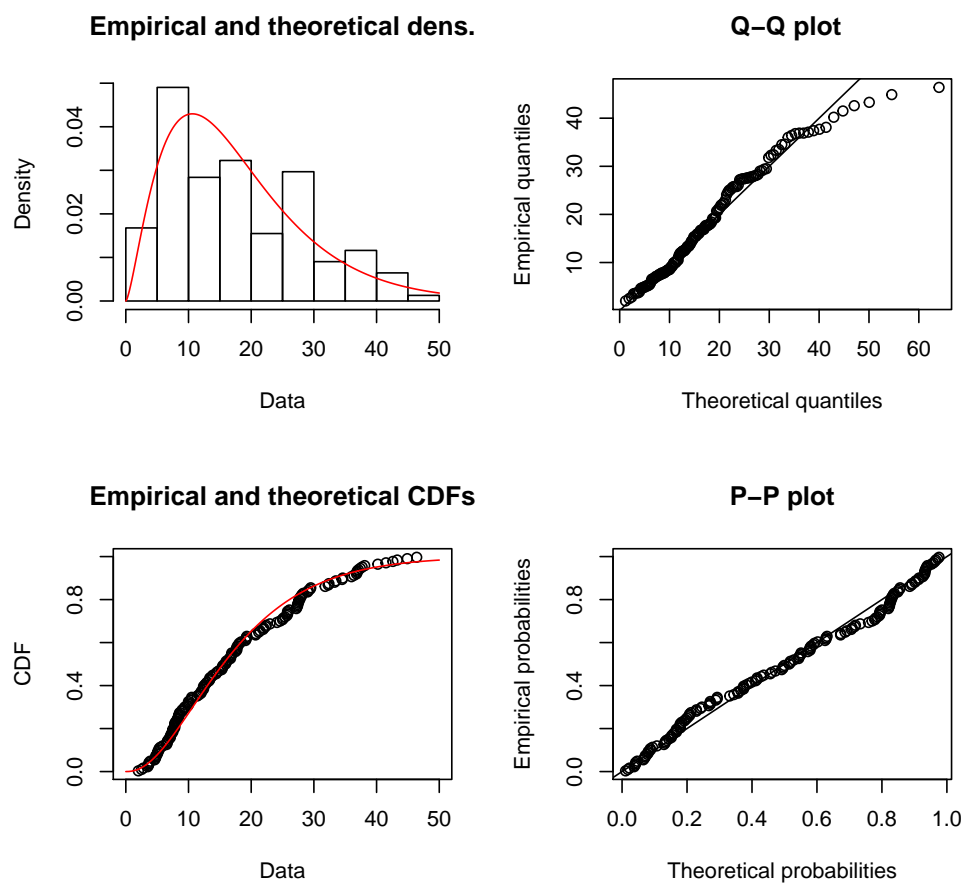 Empirical and theoretical dens.
Density
0.00 0.02 0.04
0 10 20 30 40 50
Data
Q−Q plot
Empirical quantiles
10 20 30 40
0 10 20 30 40 50 60
Theoretical quantiles
Empirical and theoretical CDFs
CDF
0.0 0.4 0.8
0 10 20 30 40 50
Data
P−P plot
Empirical probabilities
0.0 0.4 0.8
0.0 0.2 0.4 0.6 0.8 1.0
Theoretical probabilities